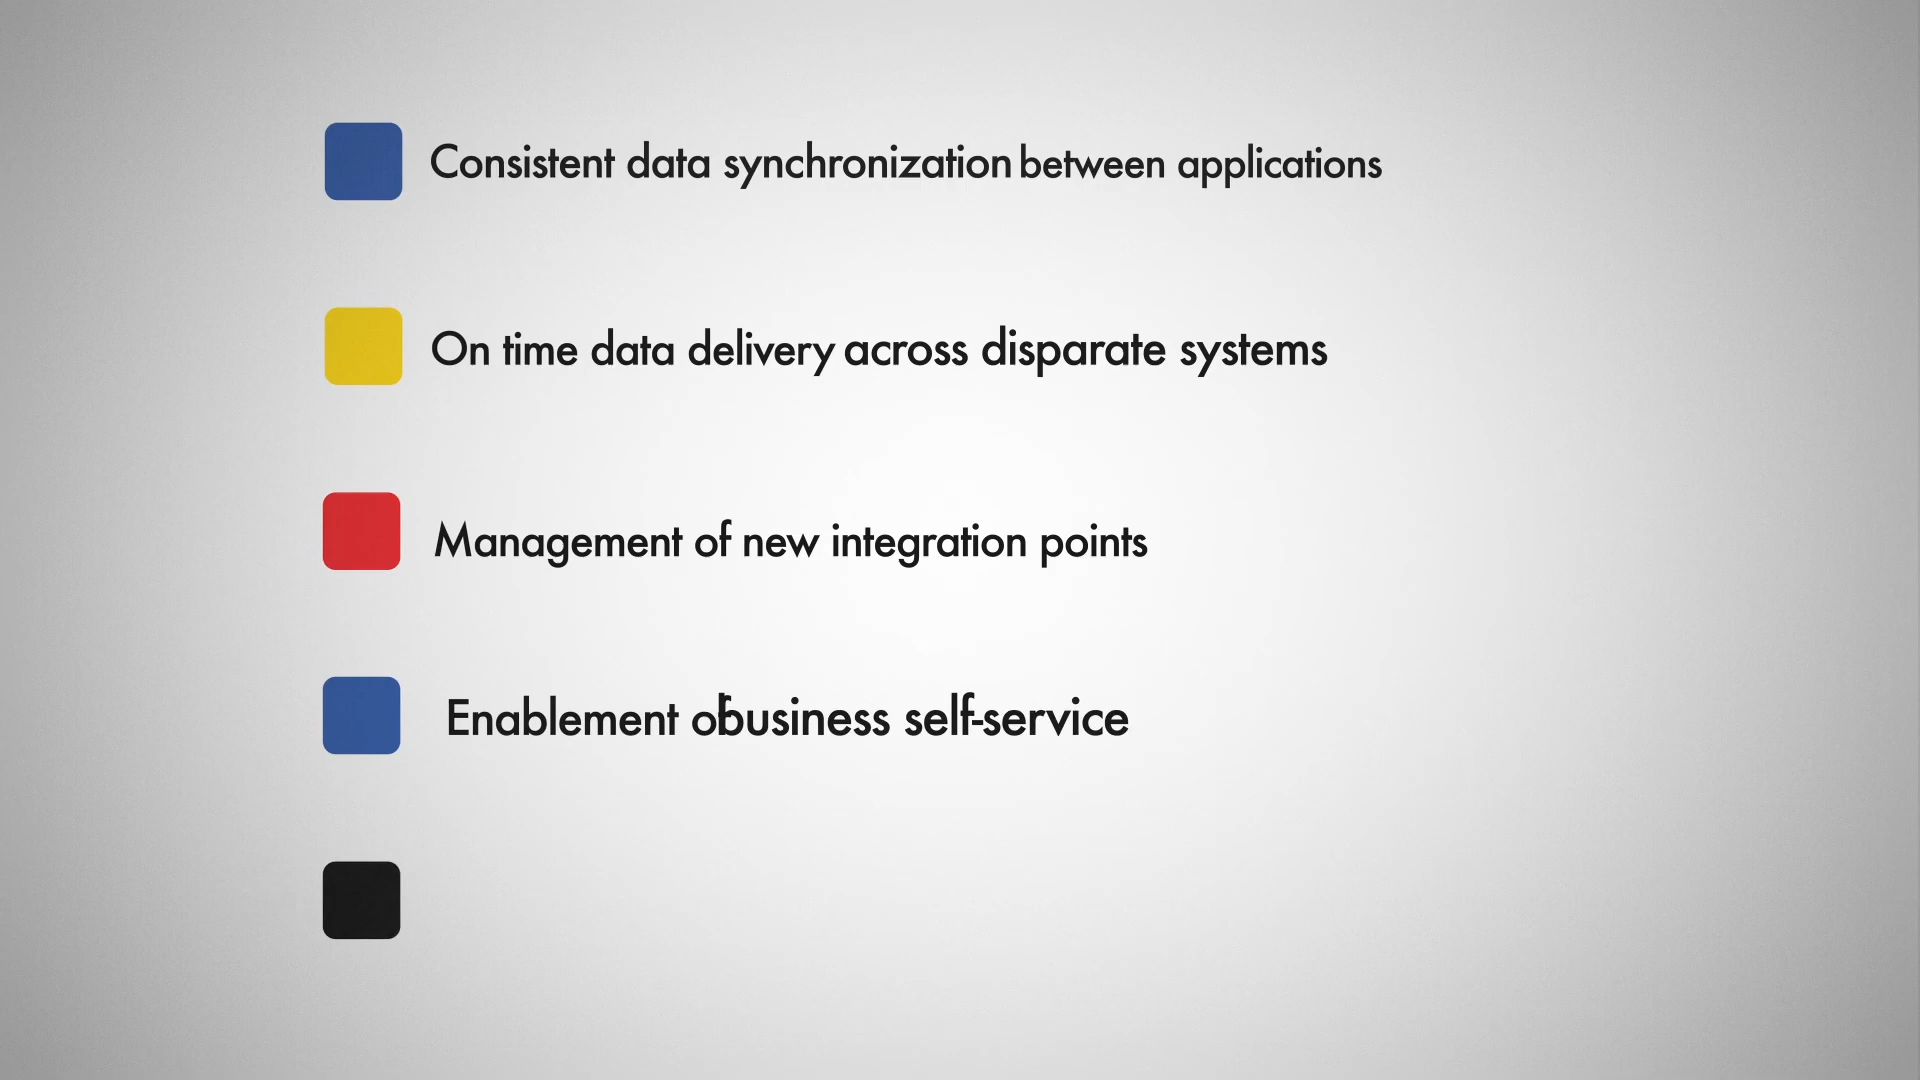 Consistent data synchronization between applications
On time data delivery across disparate systems
Management of new integration points
Enablement of business self-service